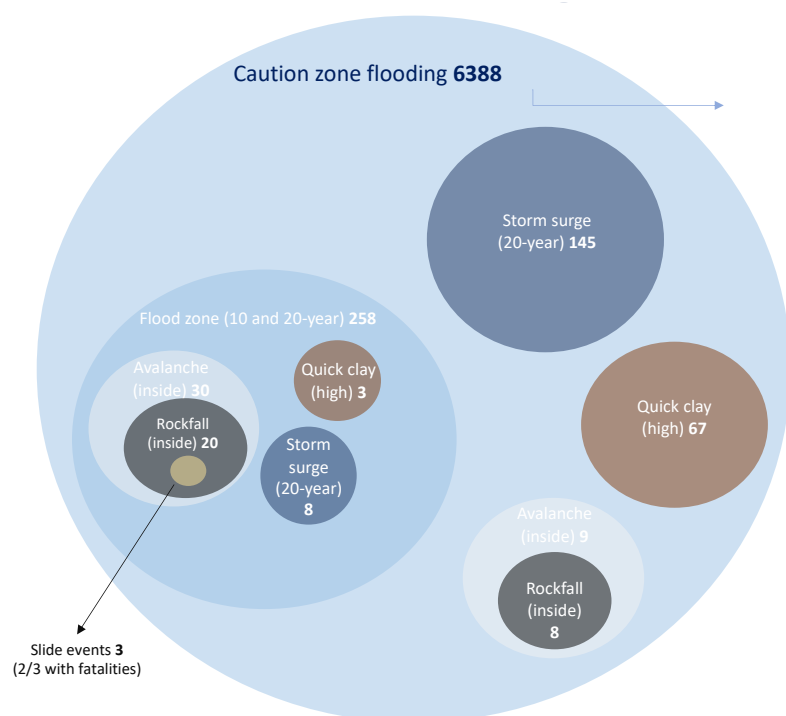 Caution zone flooding 6388
Storm surge
(20-year) 145
Flood zone (10 and 20-year) 258
Avalanche
(inside) 30
Quick clay
(high) 3
Rockfall
(inside) 20
Storm
surge
(20-year)
8
Quick clay
(high) 67
Avalanche
(inside) 9
Rockfall
(inside)
8
Slide events 3
(2/3 with fatalities)